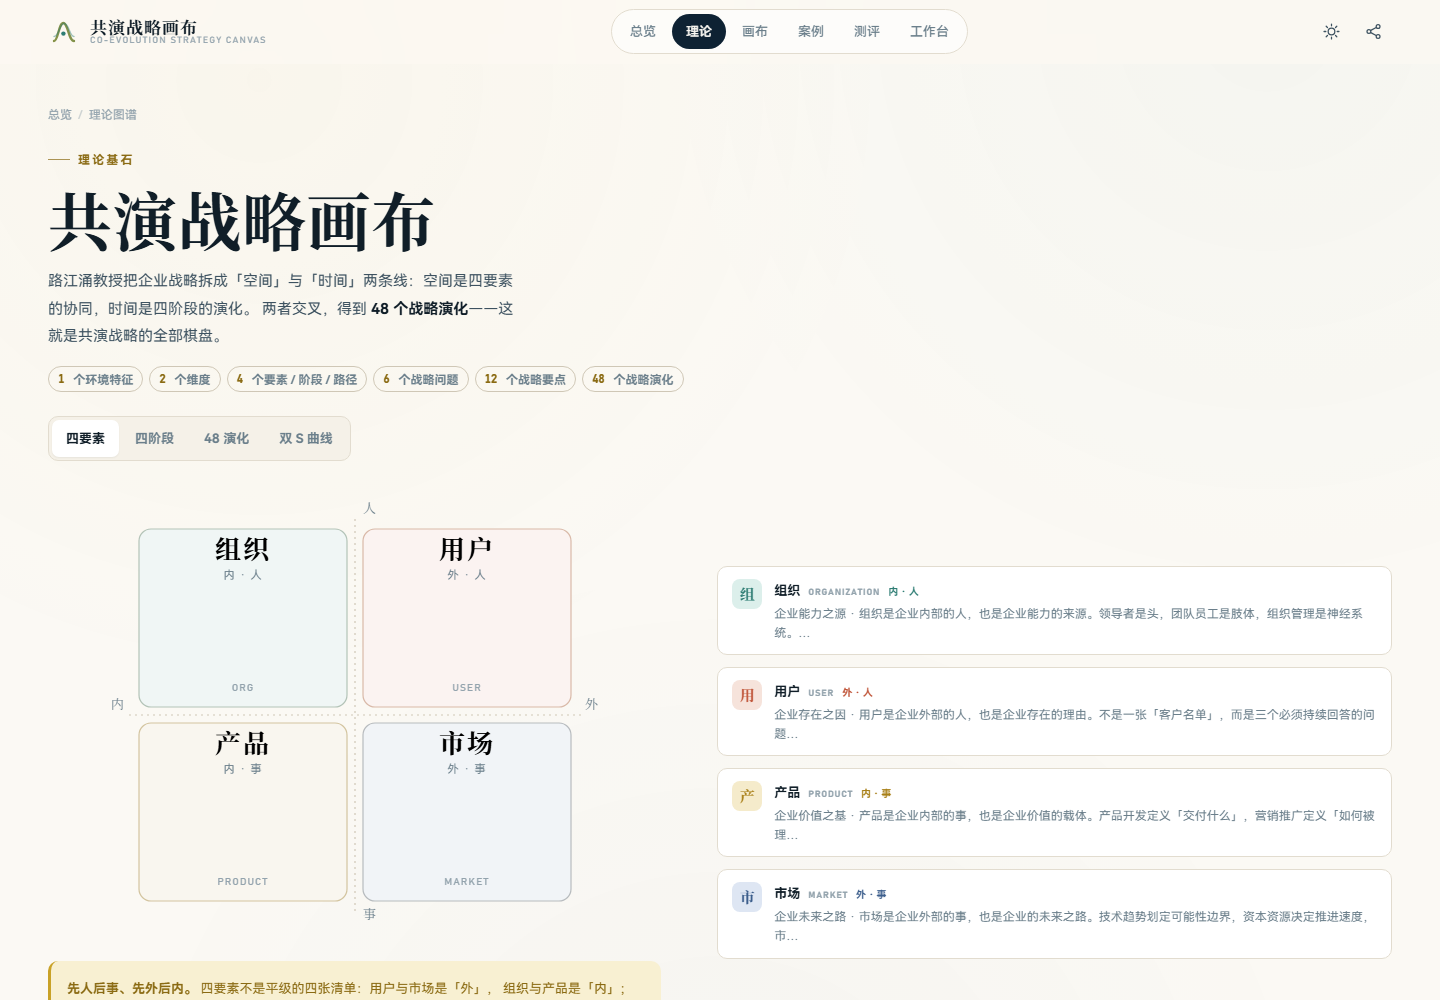 共演战略画布
CO-EVOLUTION STRATEGY CANVAS
总览
理论
画布
案例
测评
工作台
总览 / 理论图谱
理论基石
共演战略画布
路江涌教授把企业战略拆成「空间」与「时间」两条线：空间是四要素
的协同，时间是四阶段的演化。 两者交叉，得到 48 个战略演化——这
就是共演战略的全部棋盘。
1 个环境特征
2 个维度
4 个要素 / 阶段 / 路径
6 个战略问题
12 个战略要点
48 个战略演化
四要素
四阶段
48 演化
双 S 曲线
人
组织
内 · 人
ORG
用户
外 · 人
USER
内
外
产品
内 · 事
PRODUCT
市场
外 · 事
MARKET
事
组
组织 ORGANIZATION 内 · 人
企业能力之源 · 组织是企业内部的人，也是企业能力的来源。领导者是头，团队员工是肢体，组织管理是神经系
统。…
用
用户 USER 外 · 人
企业存在之因 · 用户是企业外部的人，也是企业存在的理由。不是一张「客户名单」，而是三个必须持续回答的问
题…
产
产品 PRODUCT 内 · 事
企业价值之基 · 产品是企业内部的事，也是企业价值的载体。产品开发定义「交付什么」，营销推广定义「如何被
理…
市
市场 MARKET 外 · 事
企业未来之路 · 市场是企业外部的事，也是企业的未来之路。技术趋势划定可能性边界，资本资源决定推进速度，
市…
先人后事、先外后内。 四要素不是平级的四张清单：用户与市场是「外」， 组织与产品是「内」；